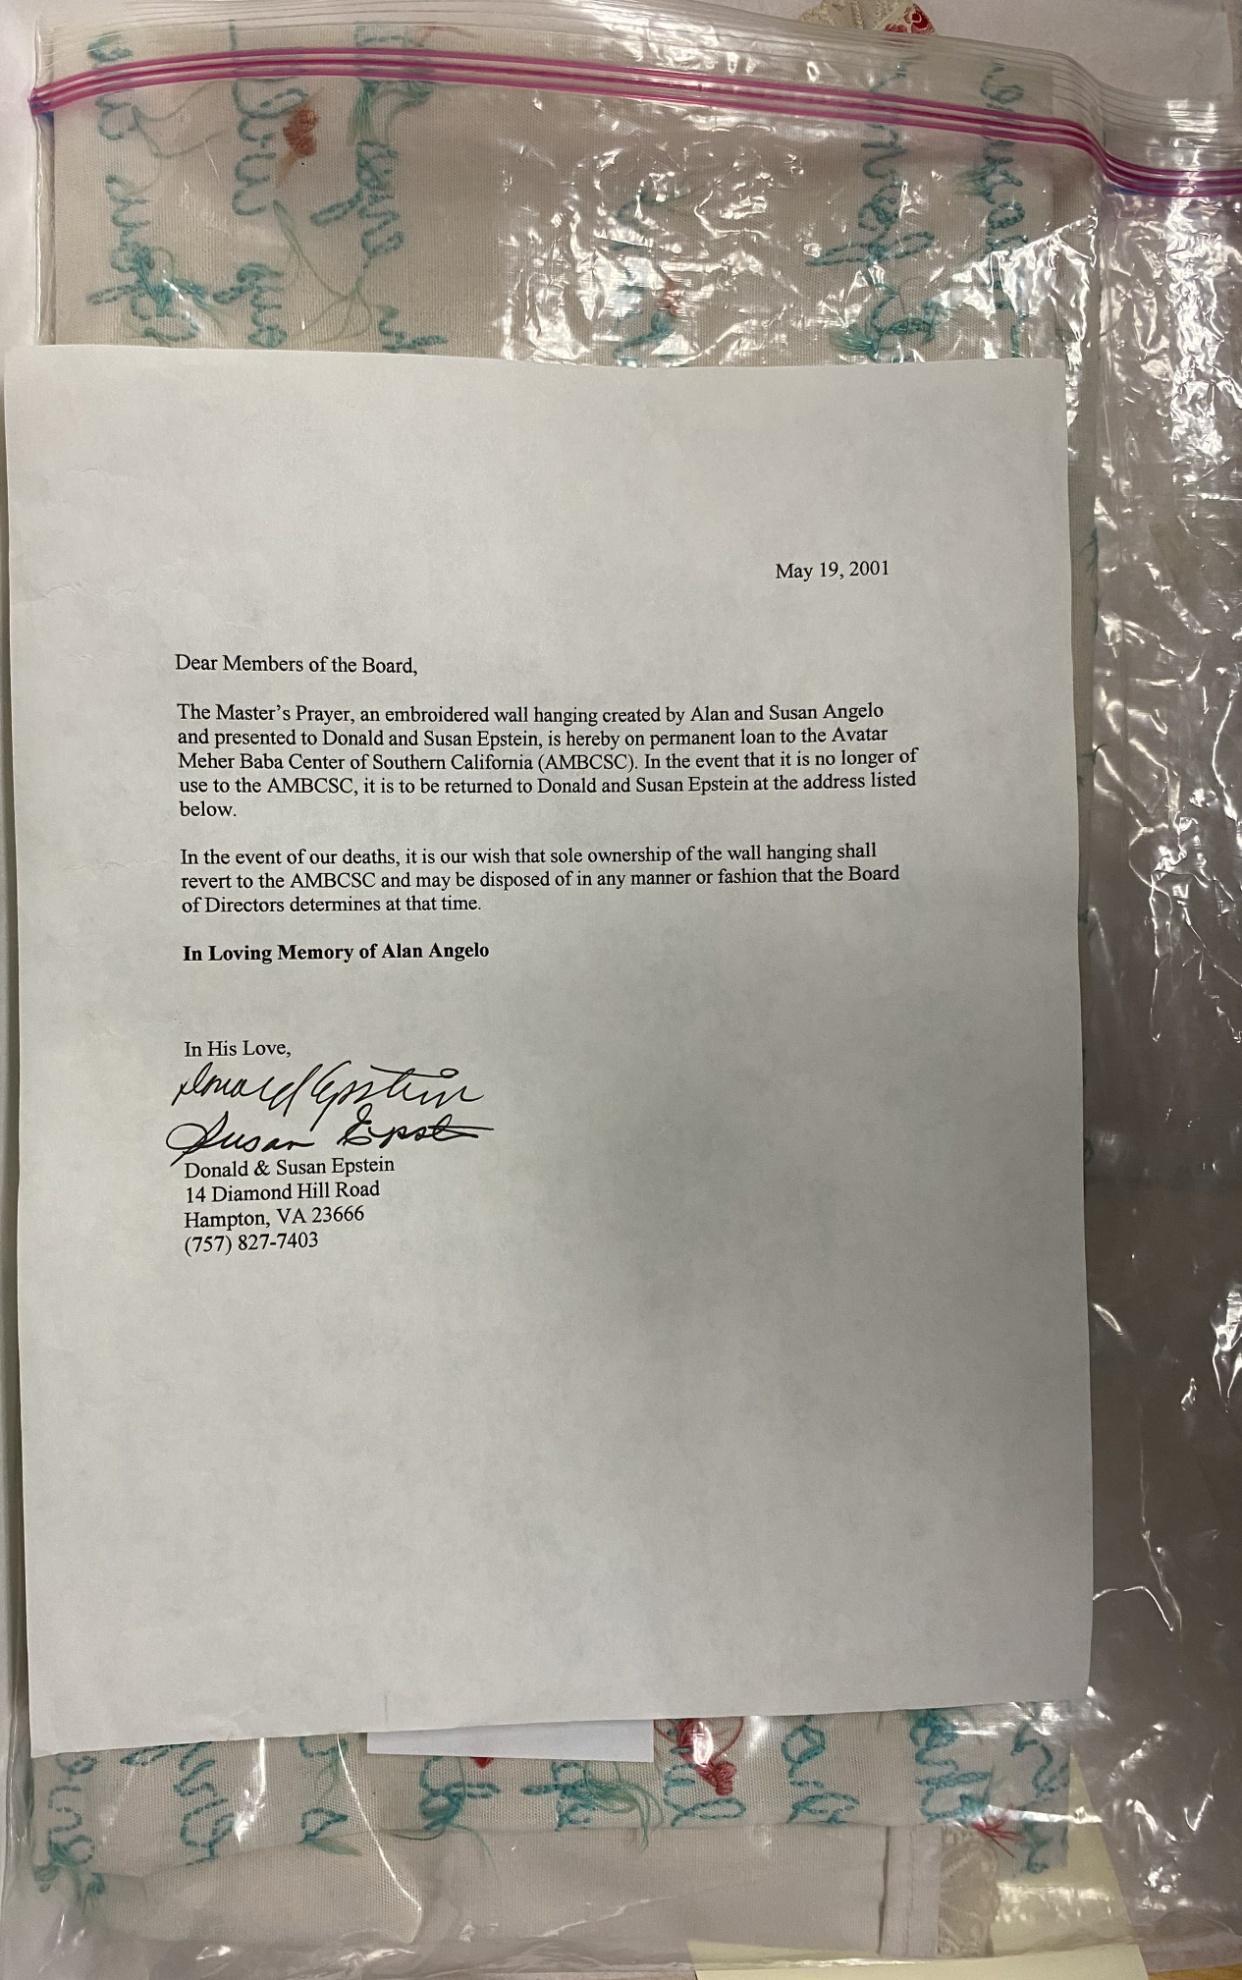 May 19, 2001
Dear Members of the Board,
The Master's Prayer, an embroidered wall hanging created by Alan and Susan Angelo
and presented to Donald and Susan Epstein, is hereby on permanent loan to the Avatar
Meher Baba Center of Southern California (AMBCSC). In the event that it is no longer of
use to the AMBCSC, it is to be returned to Donald and Susan Epstein at the address listed
below.
In the event of our deaths, it is our wish that sole ownership of the wall hanging shall
revert to the AMBCSC and may be disposed of in any manner or fashion that the Board
of Directors determines at that time.
In Loving Memory of Alan Angelo
In His Love,
Donald Epstein
Susan Epstein
Donald & Susan Epstein
14 Diamond Hill Road
Hampton, VA 23666
(757) 827-7403